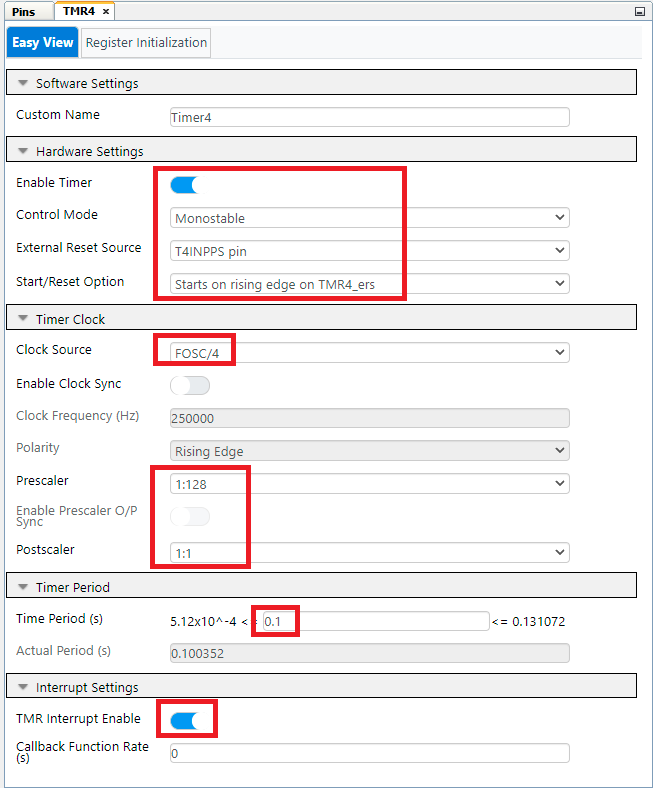 Pins TMR4 ×
Easy View Register Initialization
Software Settings
Custom Name Timer4
Hardware Settings
Enable Timer
Control Mode Monostable
External Reset Source T4INPPS pin
Start/Reset Option Starts on rising edge on TMR4_ers
Timer Clock
Clock Source FOSC/4
Enable Clock Sync
Clock Frequency (Hz) 250000
Polarity Rising Edge
Prescaler 1:128
Enable Prescaler O/P
Sync
Postscaler 1:1
Timer Period
Time Period (s) 5.12x10^-4 <= 0.1 <= 0.131072
Actual Period (s) 0.100352
Interrupt Settings
TMR Interrupt Enable
Callback Function Rate
(s) 0